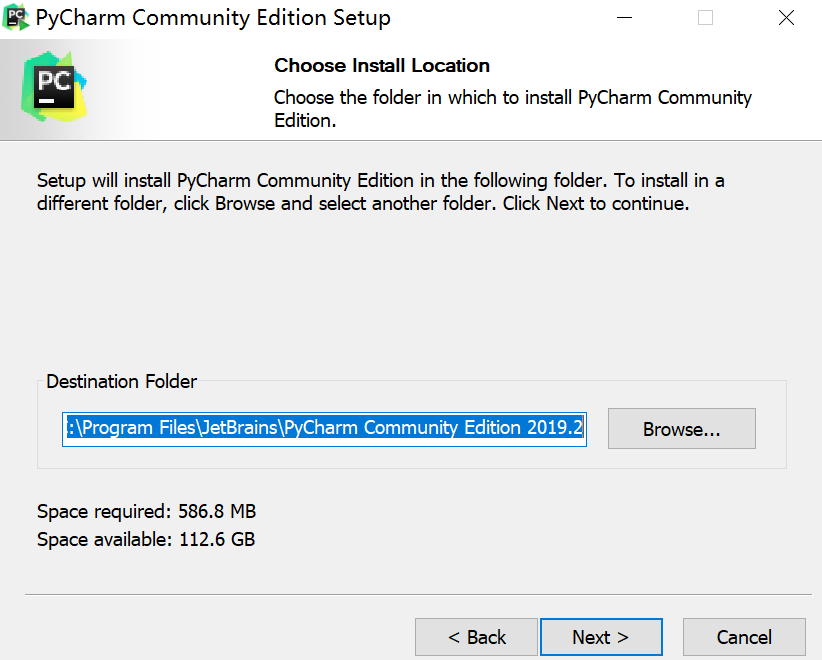 PyCharm Community Edition Setup
PC
Choose Install Location
Choose the folder in which to install PyCharm Community
Edition.
Setup will install PyCharm Community Edition in the following folder. To install in a
different folder, click Browse and select another folder. Click Next to continue.
Destination Folder
:\Program Files\JetBrains\PyCharm Community Edition 2019.2
Browse...
Space required: 586.8 MB
Space available: 112.6 GB
< Back
Next >
Cancel